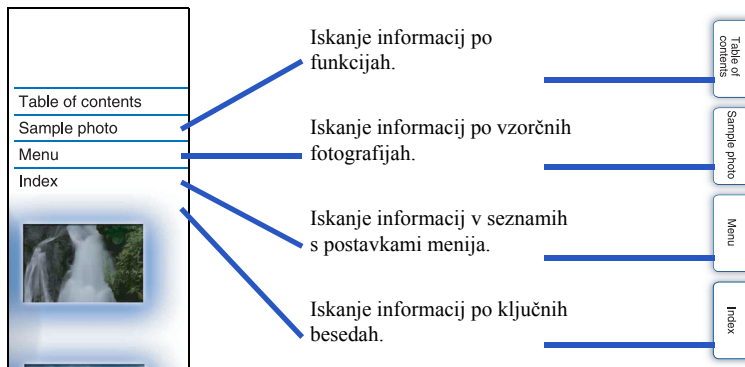 Table of contents
Sample photo
Menu
Index
Iskanje informacij po
funkcijah.
Iskanje informacij po vzorčnih
fotografijah.
Iskanje informacij v seznamih
s postavkami menija.
Iskanje informacij po ključnih
besedah.
Table of
contents
Sample photo
Menu
Index